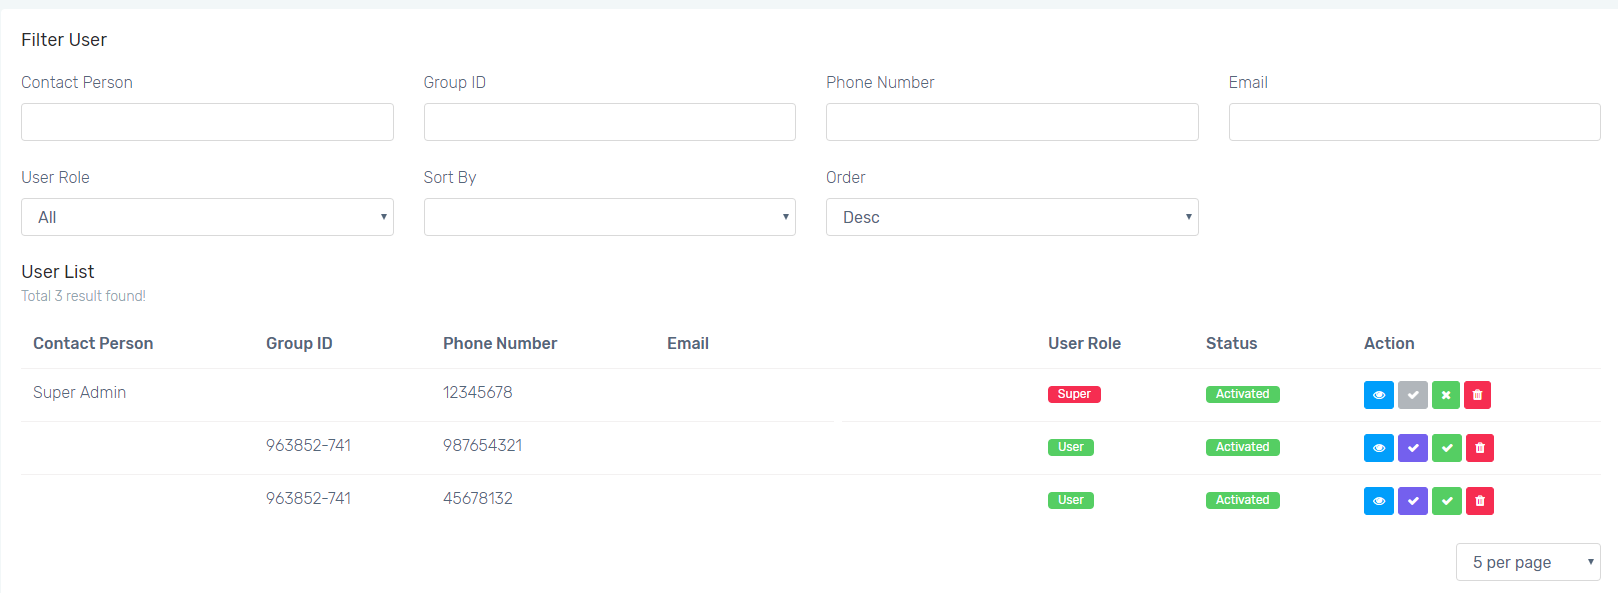 Filter User
Contact Person Group ID Phone Number Email
User Role Sort By Order
All Desc
User List
Total 3 result found!
Contact Person Group ID Phone Number Email User Role Status Action
Super Admin 12345678 Super Activated
963852-741 987654321 User Activated
963852-741 45678132 User Activated
5 per page